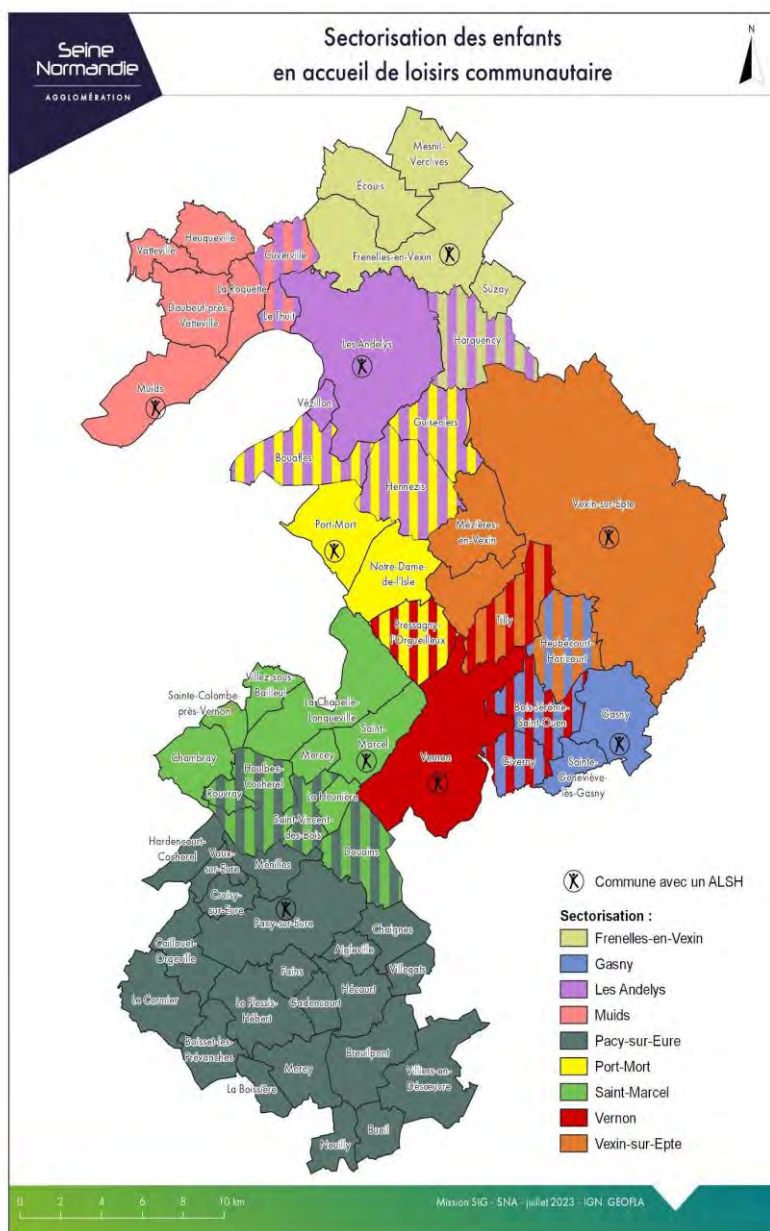 Seine
Normandie
AGGLOMÉRATION
Sectorisation des enfants
en accueil de loisirs communautaire
N
Mesnil-
Verclives
Écouis
Heuqueville
Vatteville
Cuverville
Frenelles-en-Vexin
La Roquette
Suzay
Daubeuf-près-
Vatteville
Le Thuit
Les Andelys
Harquency
Muids
Vézillon
Guiseniers
Bouafles
Hennezis
Port-Mort
Mézières-
en-Vexin
Vexin-sur-Epte
Notre-Dame-
de-l'Isle
Pressagny-
l'Orgueilleux
Tilly
Heubécourt-
Haricourt
Villez-sous-
Bailleul
Sainte-Colombe-
près-Vernon
La Chapelle-
Longueville
Bois-Jérôme-
Saint-Ouen
Gasny
Saint-
Marcel
Chambray
Mercey
Vernon
Giverny
Sainte-
Geneviève-
lès-Gasny
Houlbec-
Cocherel
Rouvray
La Heunière
Saint-Vincent-
des-Bois
Hardencourt-
Cocherel
Douains
Vaux-
sur-Eure
Ménilles
Croisy-
sur-Eure
Pacy-sur-Eure
Chaignes
Caillouet-
Orgeville
Aigleville
Fains
Villegats
Hécourt
Le Cormier
Le Plessis-
Hébert
Gadencourt
Boisset-les-
Prévanches
Breuilpont
Merey
Villiers-en-
Désœuvre
La Boissière
Bueil
Neuilly
Commune avec un ALSH
Sectorisation :
Frenelles-en-Vexin
Gasny
Les Andelys
Muids
Pacy-sur-Eure
Port-Mort
Saint-Marcel
Vernon
Vexin-sur-Epte
0 2 4 6 8 10 km
Mission SIG - SNA - juillet 2023 - IGN, GEOFLA